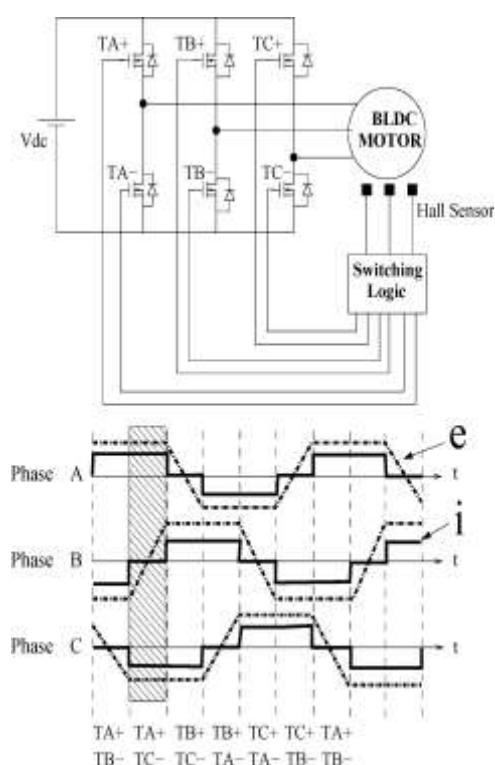 TA+ TB+ TC+
Vdc
BLDC
MOTOR
TA− TB− TC−
Hall Sensor
Switching
Logic
e
Phase A t
i
Phase B t
Phase C t
TA+ TA+ TB+ TB+ TC+ TC+ TA+
TB− TC− TC− TA− TA− TB− TB−